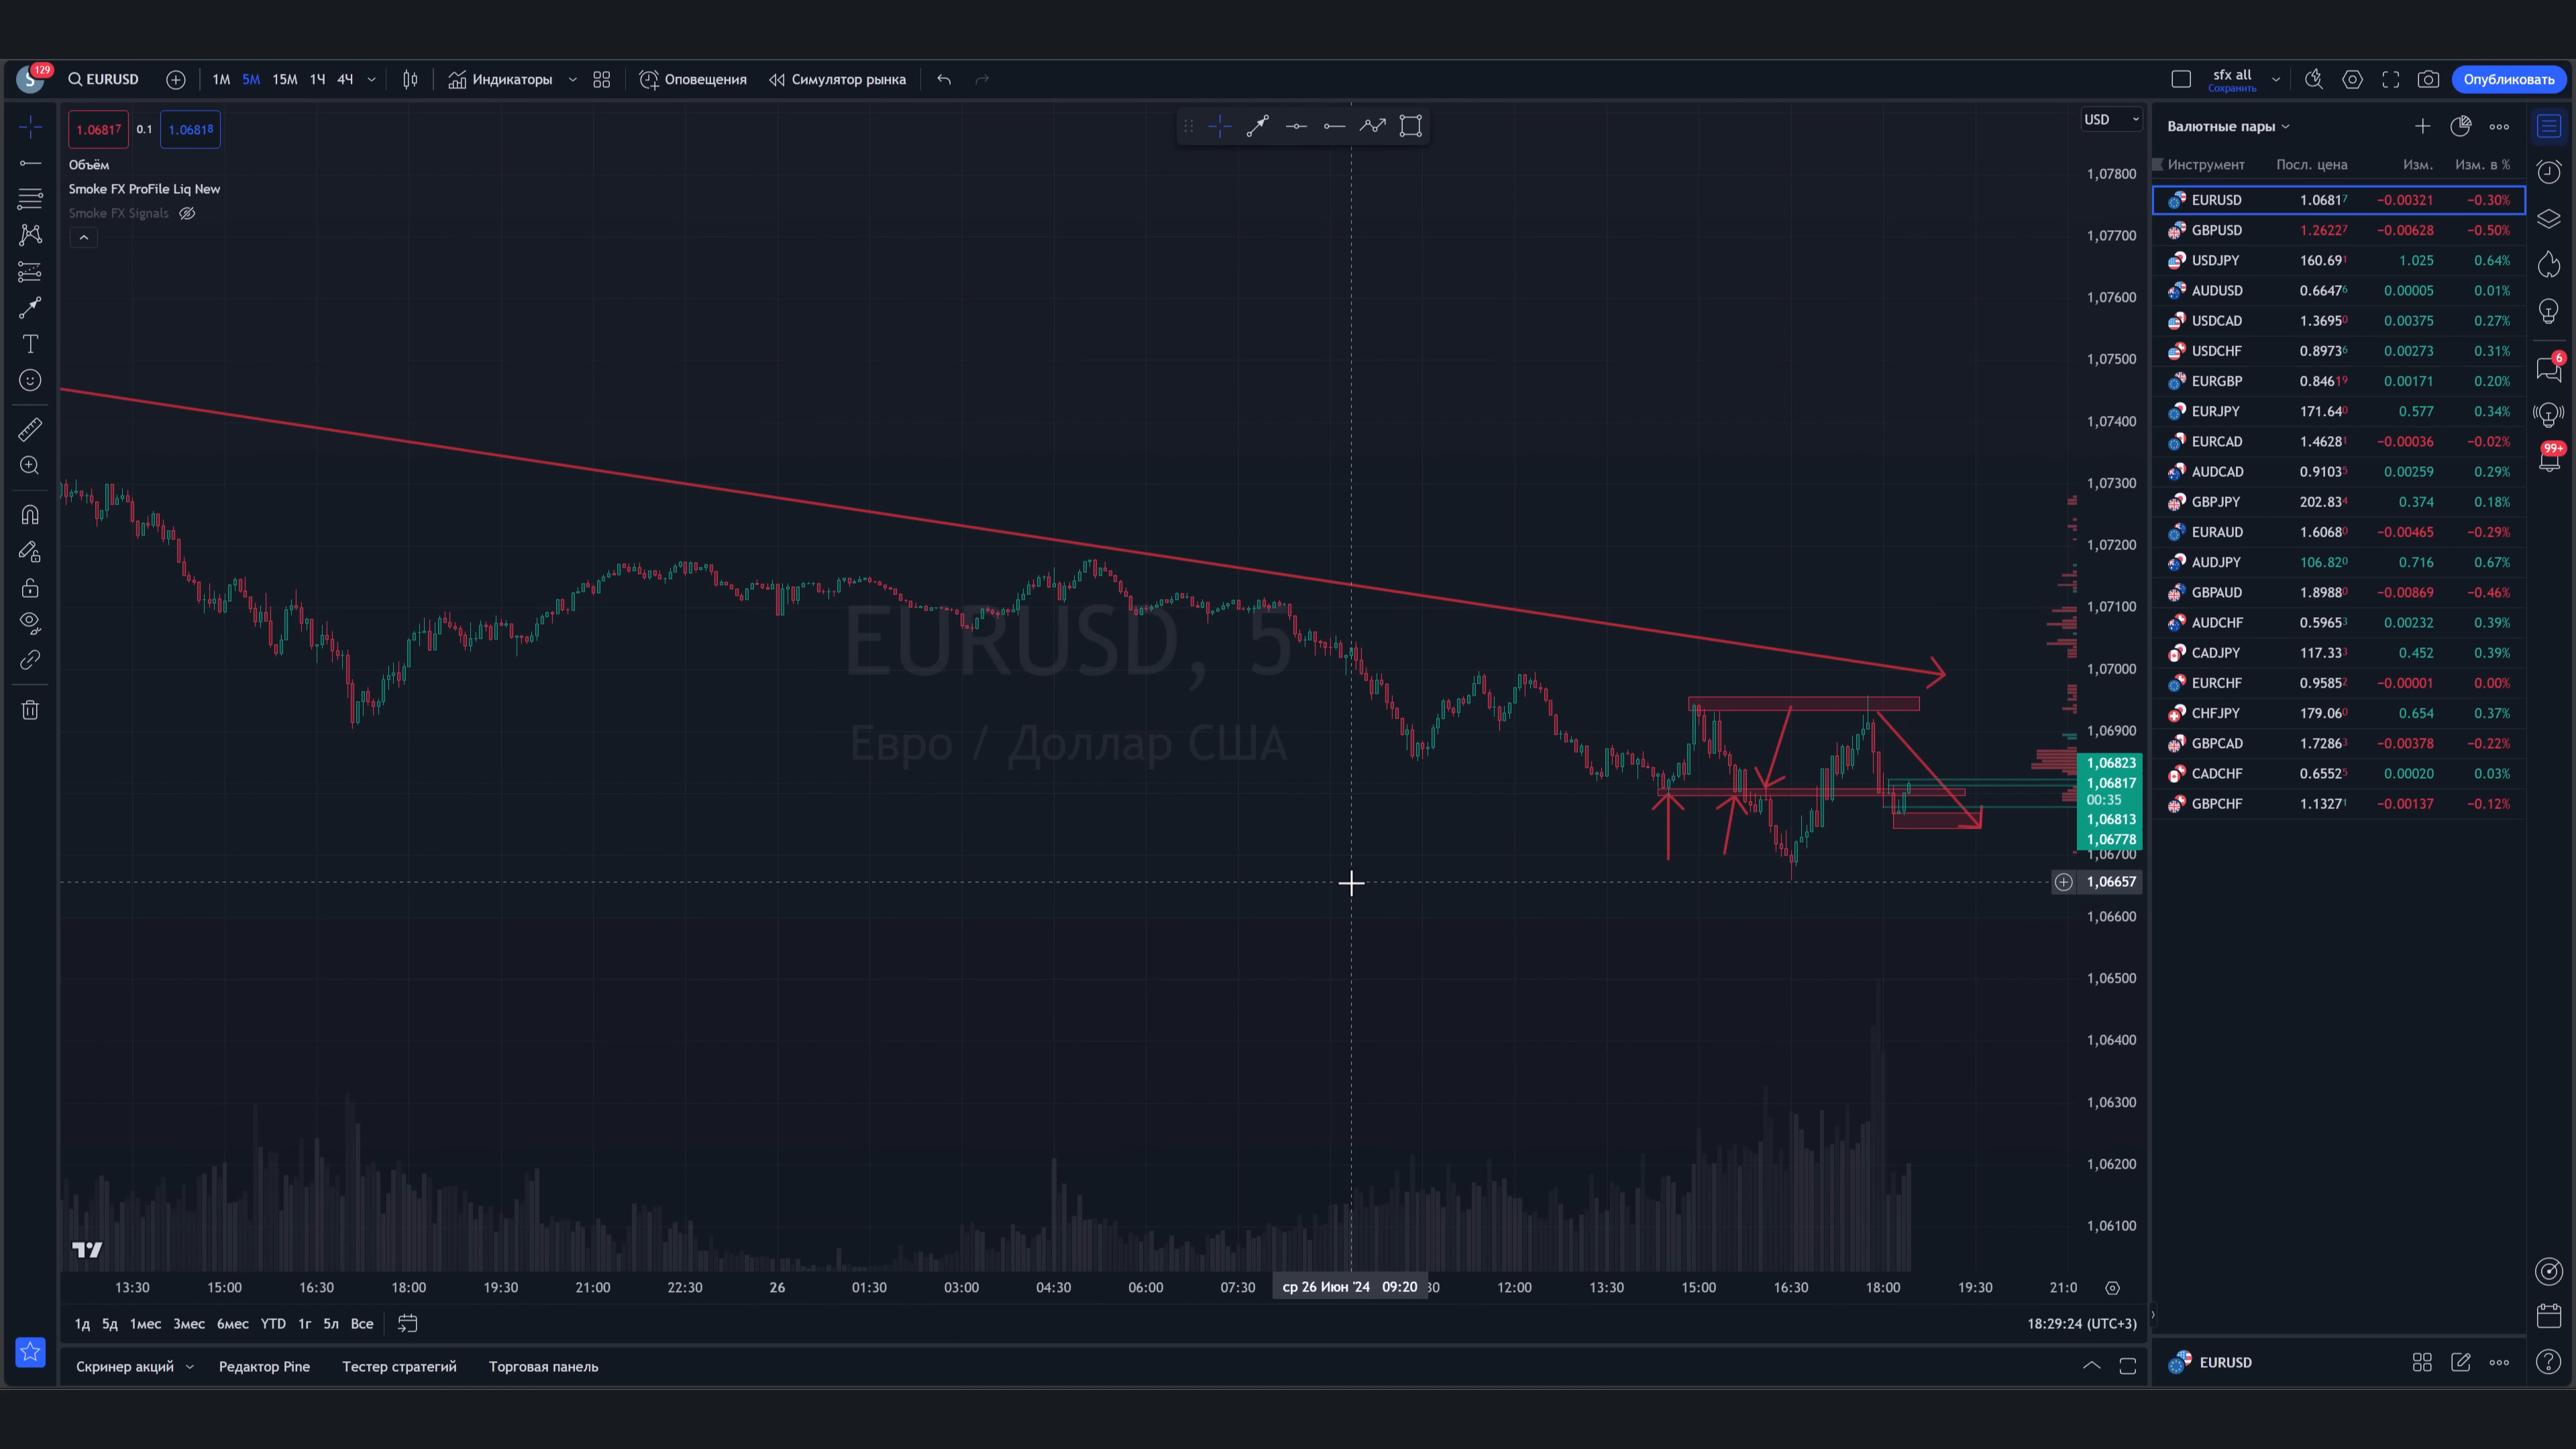 S 129 EURUSD 1М 5М 15М 1Ч 4Ч Индикаторы Оповещения Симулятор рынка sfx all Опубликовать
Сохранить
1.06817 0.1 1.06818
Объём
Smoke FX ProFile Liq New
Smoke FX Signals
USD
1,07800
1,07700
1,07600
1,07500
1,07400
1,07300
1,07200
1,07100
1,07000
1,06900
1,06823
1,06817
00:35
1,06813
1,06778
1,06700
1,06657
1,06600
1,06500
1,06400
1,06300
1,06200
1,06100
EURUSD, 5
Евро / Доллар США
13:30 15:00 16:30 18:00 19:30 21:00 22:30 26 01:30 03:00 04:30 06:00 07:30 ср 26 Июн '24 09:20 30 12:00 13:30 15:00 16:30 18:00 19:30 21:0
1д 5д 1мес 3мес 6мес YTD 1г 5л Все 18:29:24 (UTC+3)
Скринер акций Редактор Pine Тестер стратегий Торговая панель
Валютные пары
Инструмент Посл. цена Изм. Изм. в %
EURUSD 1.06817 −0.00321 −0.30%
GBPUSD 1.26227 −0.00628 −0.50%
USDJPY 160.691 1.025 0.64%
AUDUSD 0.66476 0.00005 0.01%
USDCAD 1.36950 0.00375 0.27%
USDCHF 0.89736 0.00273 0.31%
EURGBP 0.84619 0.00171 0.20%
EURJPY 171.640 0.577 0.34%
EURCAD 1.46281 −0.00036 −0.02%
AUDCAD 0.91035 0.00259 0.29%
GBPJPY 202.834 0.374 0.18%
EURAUD 1.60680 −0.00465 −0.29%
AUDJPY 106.820 0.716 0.67%
GBPAUD 1.89880 −0.00869 −0.46%
AUDCHF 0.59653 0.00232 0.39%
CADJPY 117.333 0.452 0.39%
EURCHF 0.95852 −0.00001 0.00%
CHFJPY 179.060 0.654 0.37%
GBPCAD 1.72863 −0.00378 −0.22%
CADCHF 0.65525 0.00020 0.03%
GBPCHF 1.13271 −0.00137 −0.12%
6
99+
EURUSD